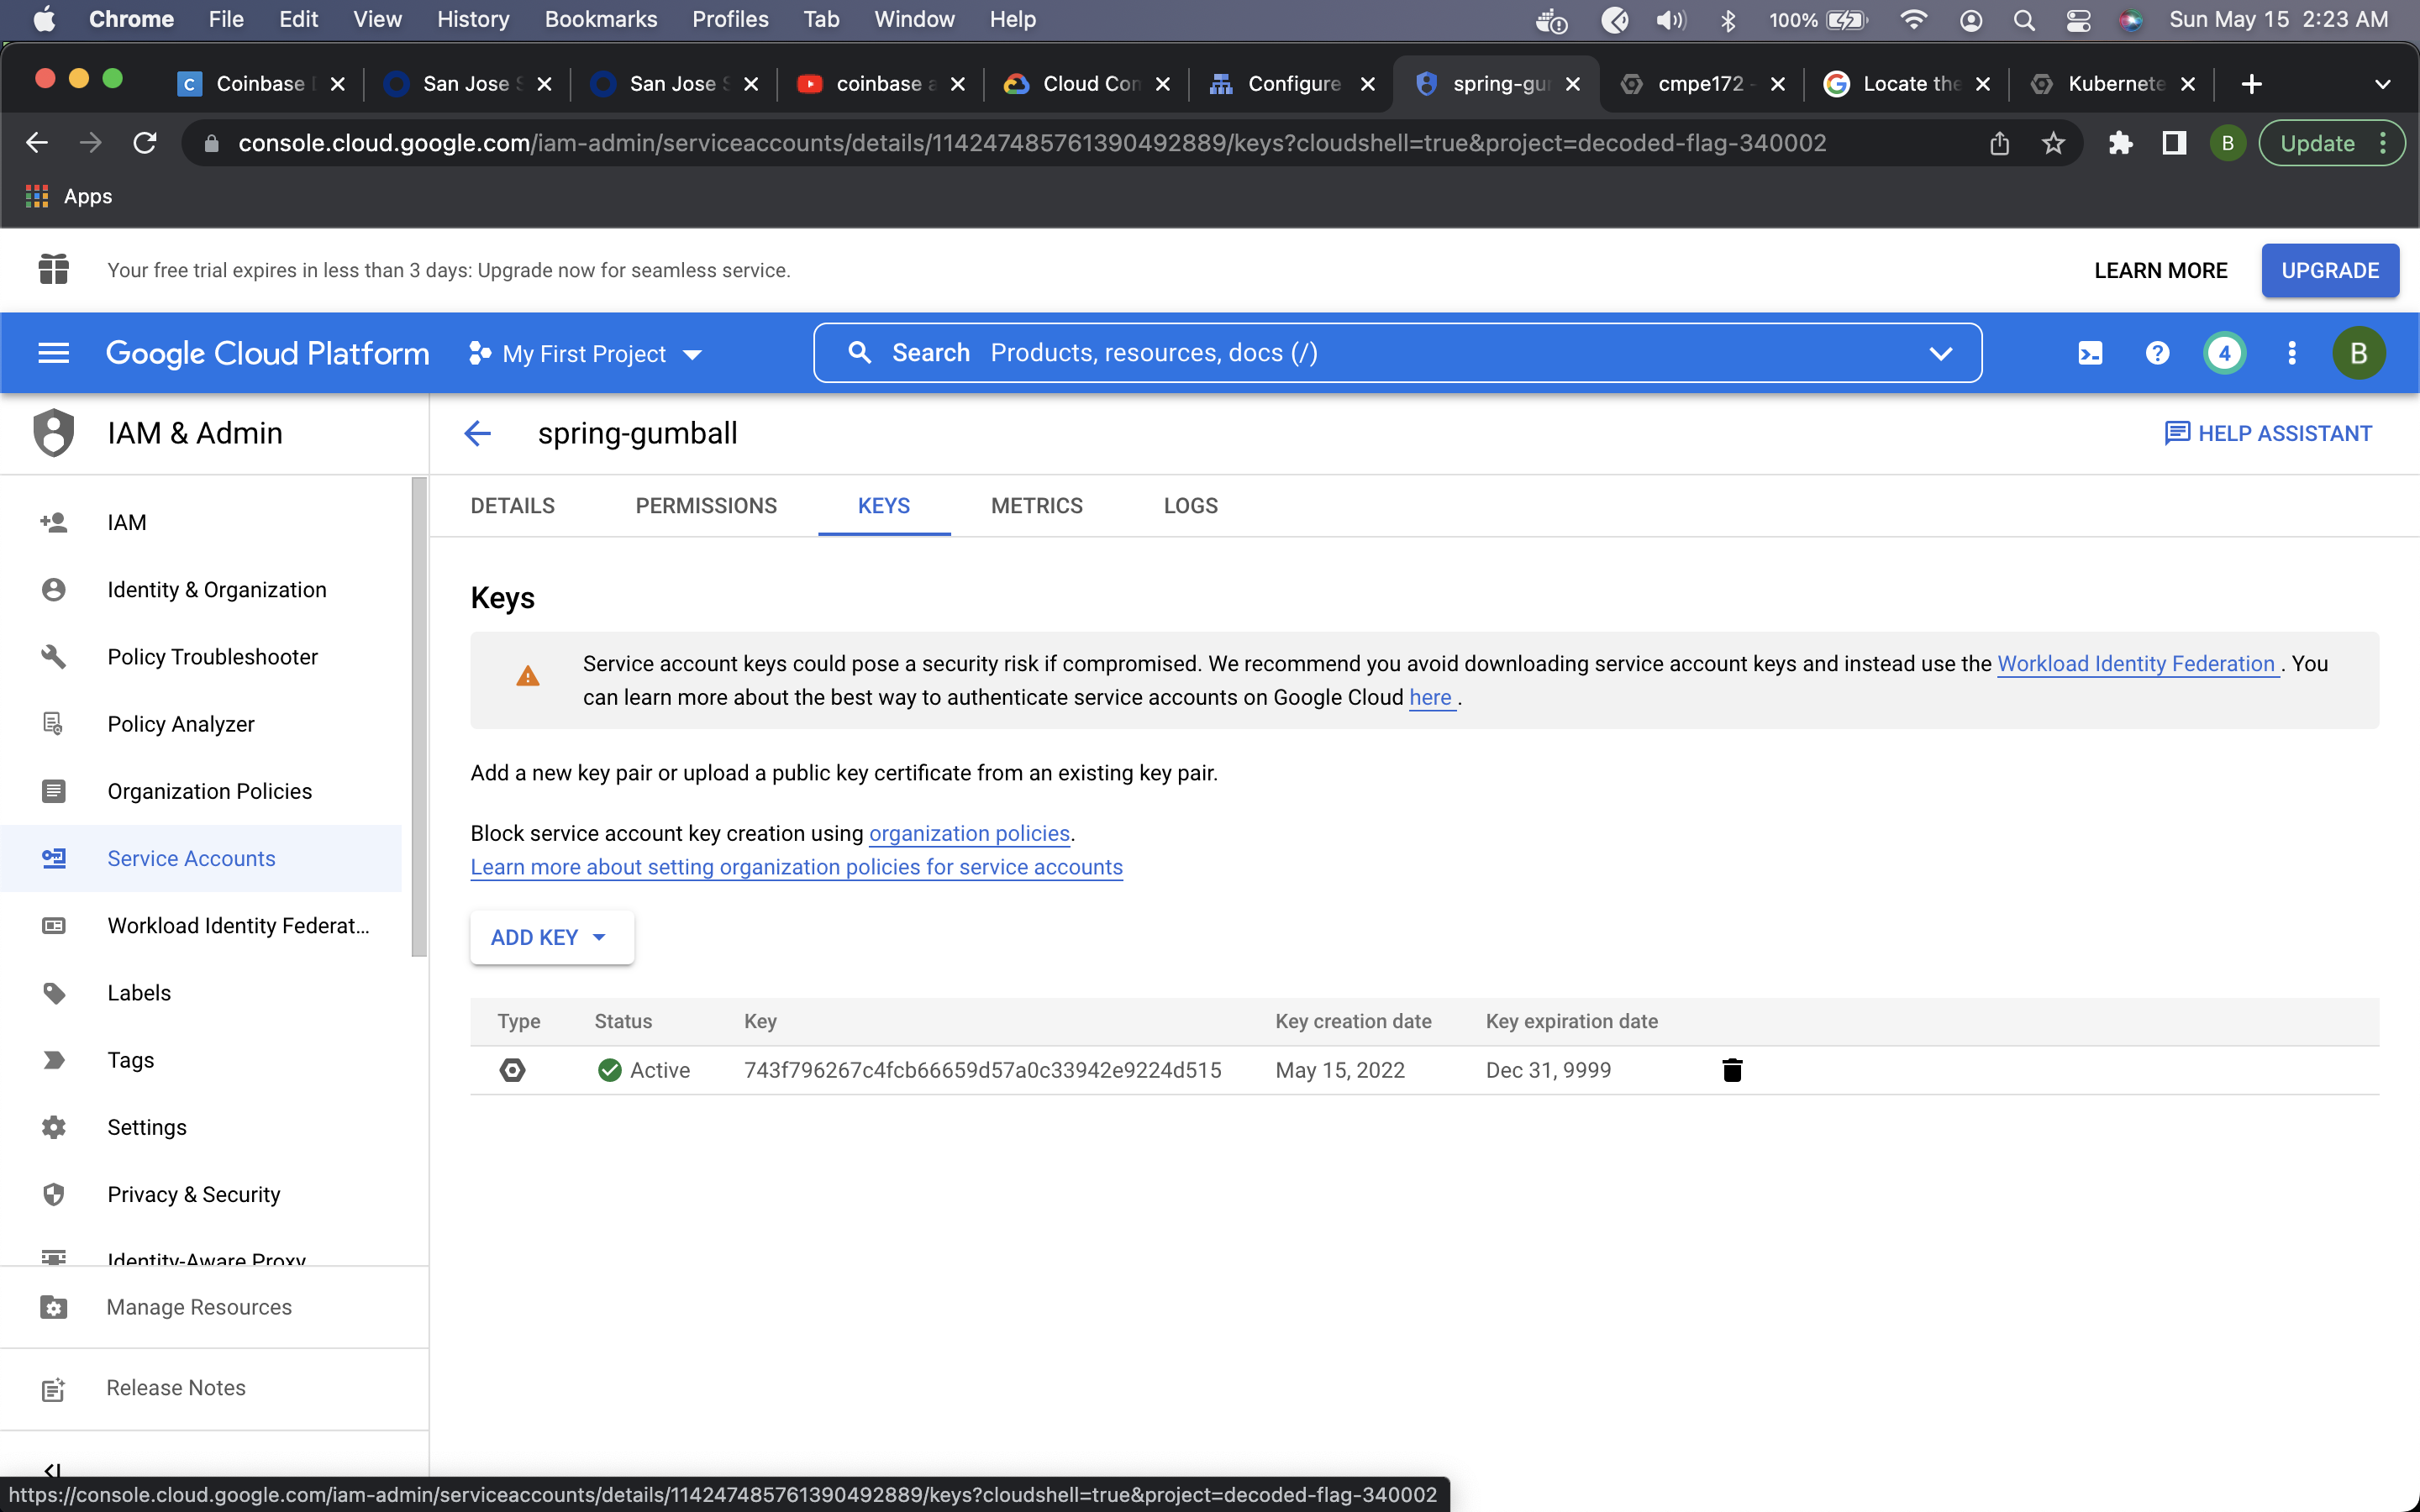 Chrome File Edit View History Bookmarks Profiles Tab Window Help 100% Sun May 15 2:23 AM
Coinbase San Jose San Jose coinbase Cloud Con Configure spring-gu cmpe172 - Locate the Kubernete
console.cloud.google.com/iam-admin/serviceaccounts/details/114247485761390492889/keys?cloudshell=true&project=decoded-flag-340002 B Update
Apps
Your free trial expires in less than 3 days: Upgrade now for seamless service. LEARN MORE UPGRADE
Google Cloud Platform My First Project Search Products, resources, docs (/) 4 B
IAM & Admin
spring-gumball
HELP ASSISTANT
IAM
Identity & Organization
Policy Troubleshooter
Policy Analyzer
Organization Policies
Service Accounts
Workload Identity Federat...
Labels
Tags
Settings
Privacy & Security
Identity-Aware Proxy
Manage Resources
Release Notes
DETAILS PERMISSIONS KEYS METRICS LOGS
Keys
Service account keys could pose a security risk if compromised. We recommend you avoid downloading service account keys and instead use the Workload Identity Federation . You
can learn more about the best way to authenticate service accounts on Google Cloud here .
Add a new key pair or upload a public key certificate from an existing key pair.
Block service account key creation using organization policies.
Learn more about setting organization policies for service accounts
ADD KEY
Type Status Key Key creation date Key expiration date
Active 743f796267c4fcb66659d57a0c33942e9224d515 May 15, 2022 Dec 31, 9999
https://console.cloud.google.com/iam-admin/serviceaccounts/details/114247485761390492889/keys?cloudshell=true&project=decoded-flag-340002